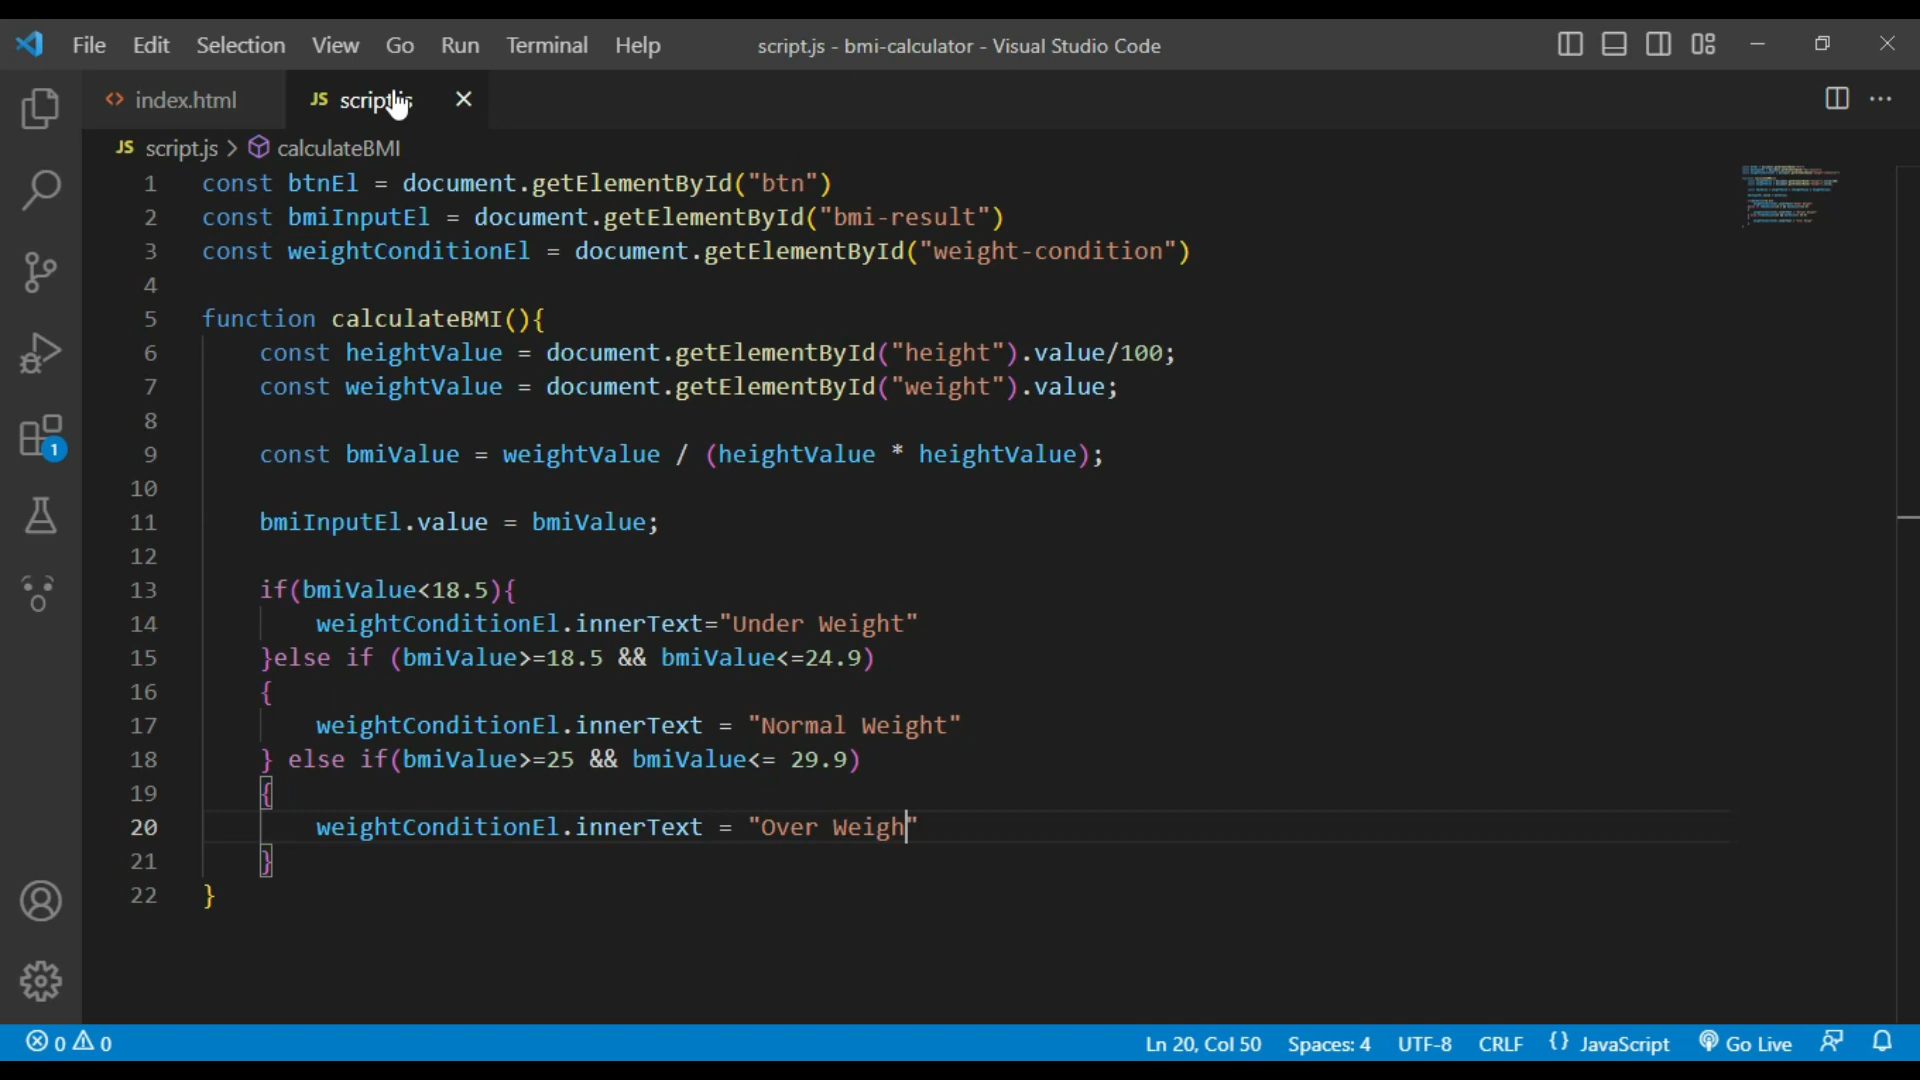 File Edit Selection View Go Run Terminal Help script.js - bmi-calculator - Visual Studio Code
<> index.html JS script.js
JS script.js > calculateBMI
1 const btnEl = document.getElementById("btn")
2 const bmiInputEl = document.getElementById("bmi-result")
3 const weightConditionEl = document.getElementById("weight-condition")
4
5 function calculateBMI(){
6     const heightValue = document.getElementById("height").value/100;
7     const weightValue = document.getElementById("weight").value;
8
9     const bmiValue = weightValue / (heightValue * heightValue);
10
11     bmiInputEl.value = bmiValue;
12
13     if(bmiValue<18.5){
14         weightConditionEl.innerText="Under Weight"
15     }else if (bmiValue>=18.5 && bmiValue<=24.9)
16     {
17         weightConditionEl.innerText = "Normal Weight"
18     } else if(bmiValue>=25 && bmiValue<= 29.9)
19     {
20         weightConditionEl.innerText = "Over Weigh"
21     }
22 }
1
0 0 Ln 20, Col 50 Spaces: 4 UTF-8 CRLF {} JavaScript Go Live